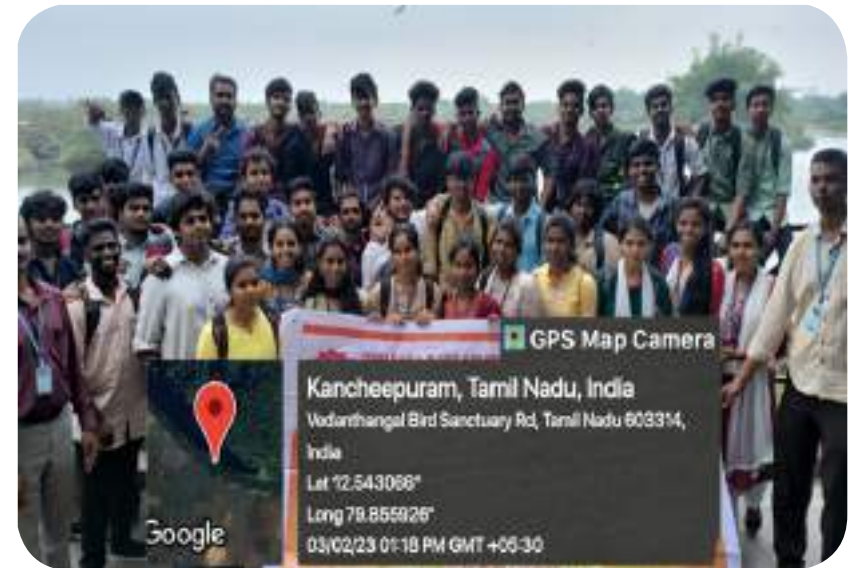 GPS Map Camera
Kancheepuram, Tamil Nadu, India
Vedanthangal Bird Sanctuary Rd, Tamil Nadu 603314,
India
Lat 12.543066°
Long 79.855926°
03/02/23 01:18 PM GMT +05:30
Google